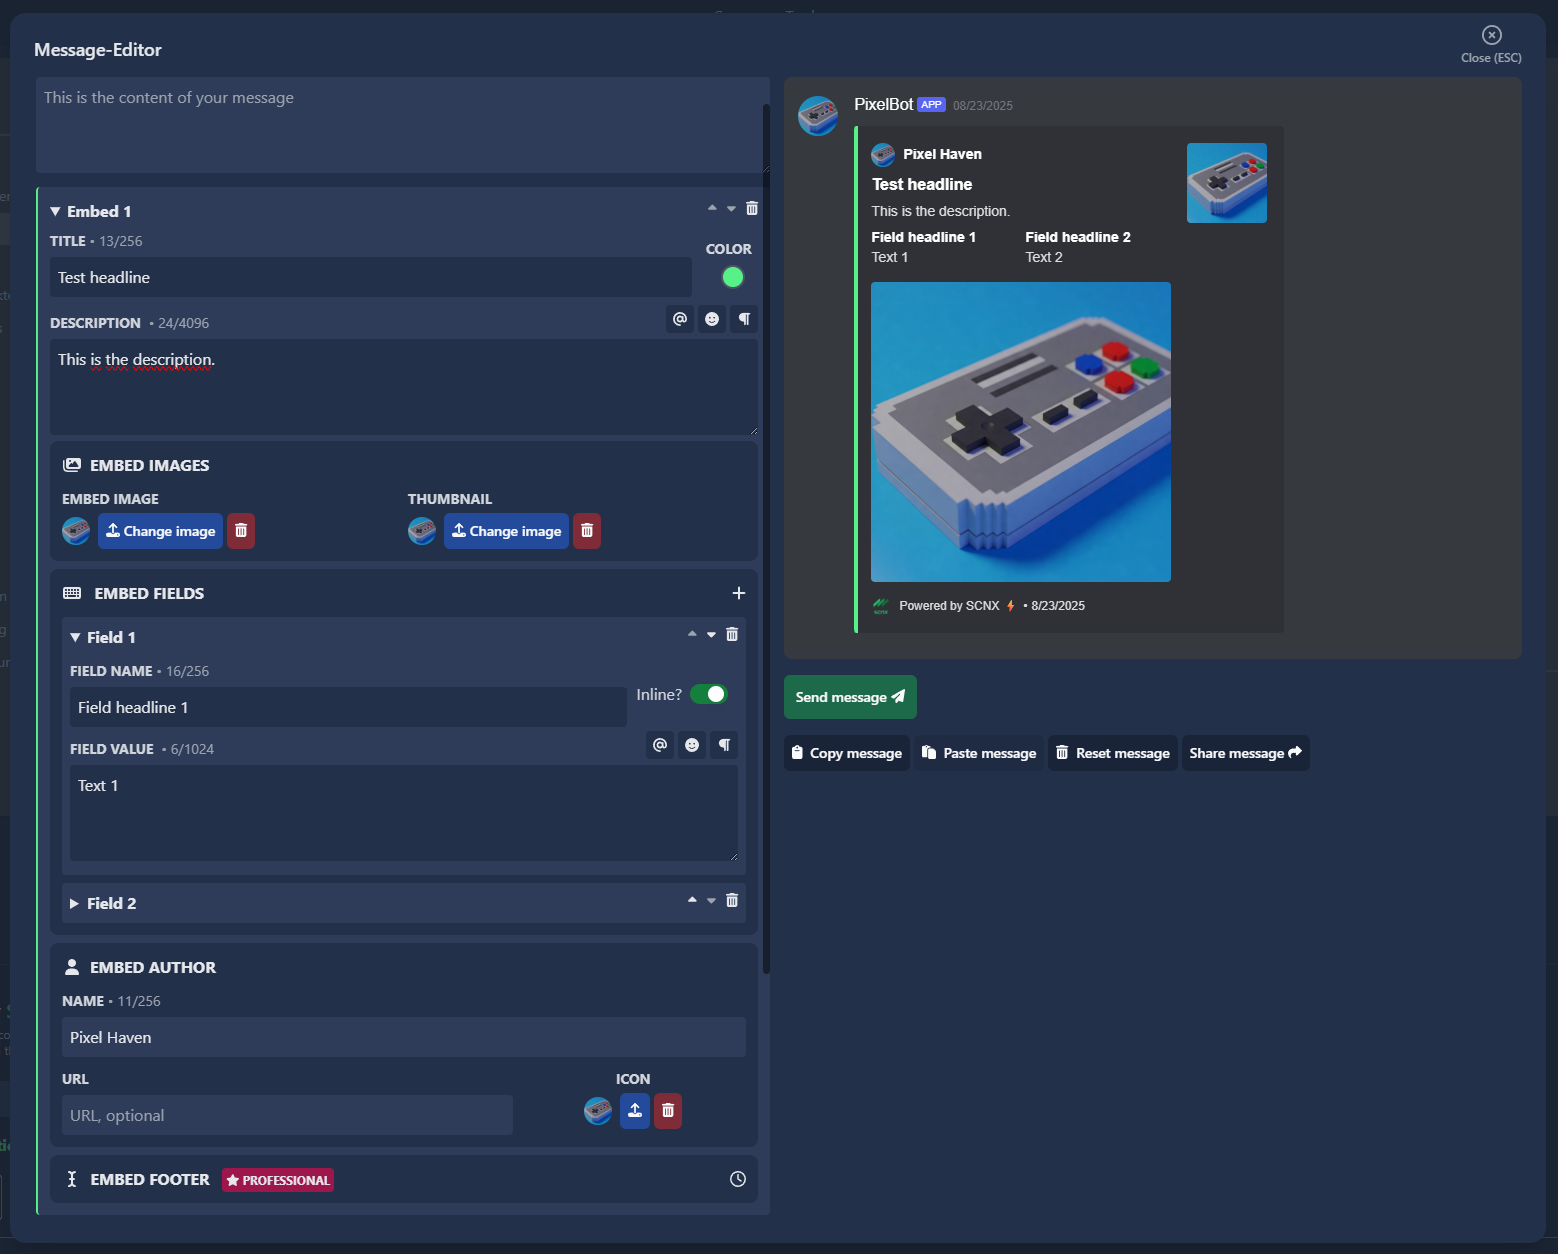 Message-Editor
Close (ESC)
This is the content of your message
Embed 1
TITLE • 13/256
COLOR
Test headline
DESCRIPTION • 24/4096
This is the description.
EMBED IMAGES
EMBED IMAGE
THUMBNAIL
Change image
Change image
EMBED FIELDS
Field 1
FIELD NAME • 16/256
Inline?
Field headline 1
FIELD VALUE • 6/1024
Text 1
Field 2
EMBED AUTHOR
NAME • 11/256
Pixel Haven
URL
ICON
URL, optional
EMBED FOOTER
PROFESSIONAL
PixelBot APP 08/23/2025
Pixel Haven
Test headline
This is the description.
Field headline 1
Field headline 2
Text 1
Text 2
Powered by SCNX ⚡ • 8/23/2025
Send message
Copy message
Paste message
Reset message
Share message